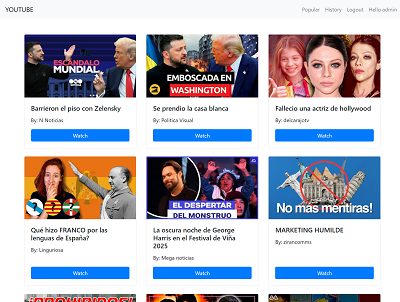 YOUTUBE
Popular History Logout Hello admin
ESCÁNDALO
MUNDIAL
EMBOSCADA EN
WASHINGTON
Barrieron el piso con Zelensky
By: N Noticias
Watch
Se prendio la casa blanca
By: Politica Visual
Watch
Fallecio una actriz de hollywood
By: delcarajotv
Watch
EL DESPERTAR
DEL MONSTRUO
No más mentiras!
Qué hizo FRANCO por las
lenguas de España?
By: Linguriosa
Watch
La oscura noche de George
Harris en el Festival de Viña
2025
By: Mega noticias
Watch
MARKETING HUMILDE
By: zirancomms
Watch